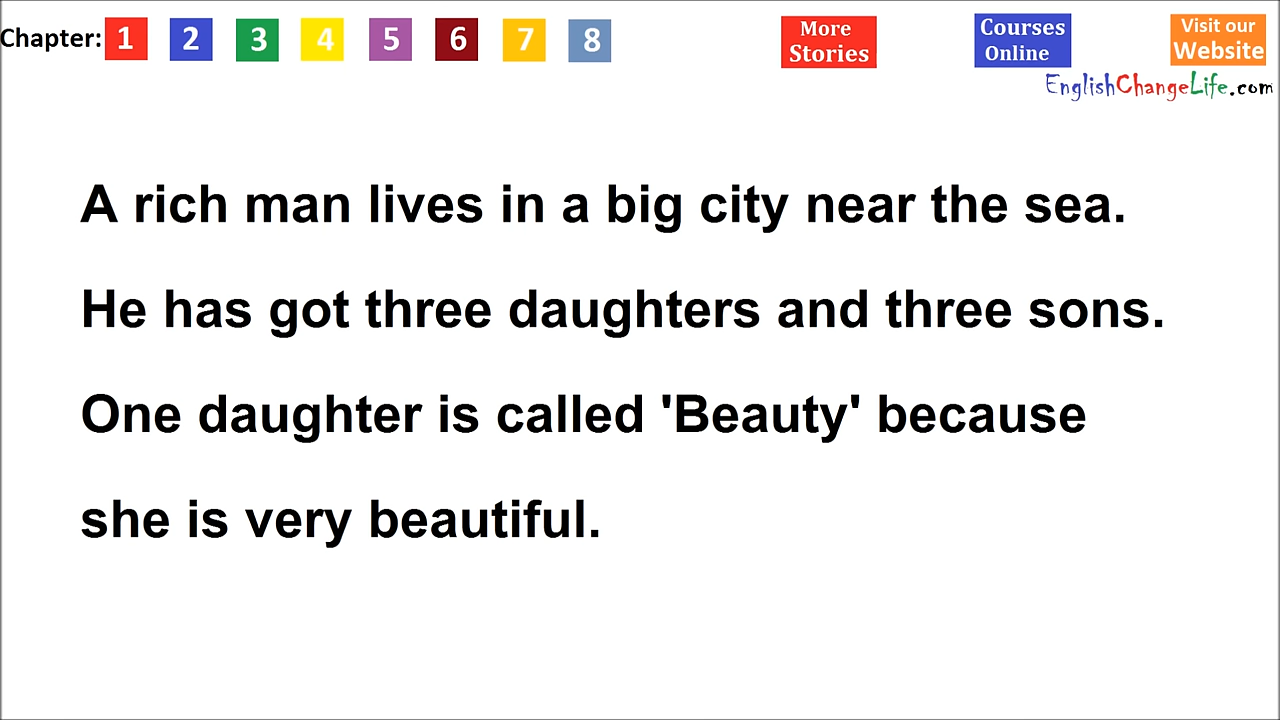 Chapter: 1 2 3 4 5 6 7 8
More
Stories
Courses
Online
Visit our
Website
EnglishChangeLife.com
A rich man lives in a big city near the sea.
He has got three daughters and three sons.
One daughter is called 'Beauty' because
she is very beautiful.